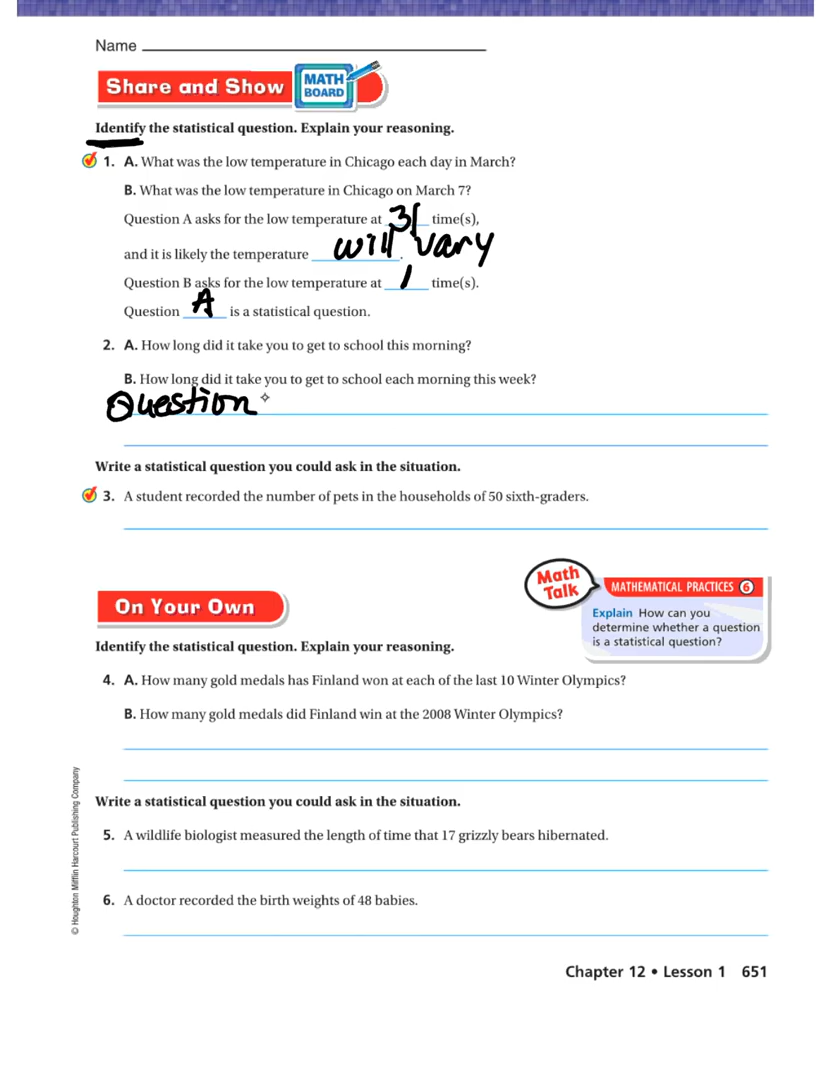 Name
Share and Show MATH BOARD
Identify the statistical question. Explain your reasoning.
1. A. What was the low temperature in Chicago each day in March?
B. What was the low temperature in Chicago on March 7?
Question A asks for the low temperature at 31 time(s),
and it is likely the temperature will vary.
Question B asks for the low temperature at 1 time(s).
Question A is a statistical question.
2. A. How long did it take you to get to school this morning?
B. How long did it take you to get to school each morning this week?
Question
Write a statistical question you could ask in the situation.
3. A student recorded the number of pets in the households of 50 sixth-graders.
Math Talk
MATHEMATICAL PRACTICES 6
Explain How can you
determine whether a question
is a statistical question?
On Your Own
Identify the statistical question. Explain your reasoning.
4. A. How many gold medals has Finland won at each of the last 10 Winter Olympics?
B. How many gold medals did Finland win at the 2008 Winter Olympics?
Write a statistical question you could ask in the situation.
5. A wildlife biologist measured the length of time that 17 grizzly bears hibernated.
6. A doctor recorded the birth weights of 48 babies.
© Houghton Mifflin Harcourt Publishing Company
Chapter 12 • Lesson 1 651